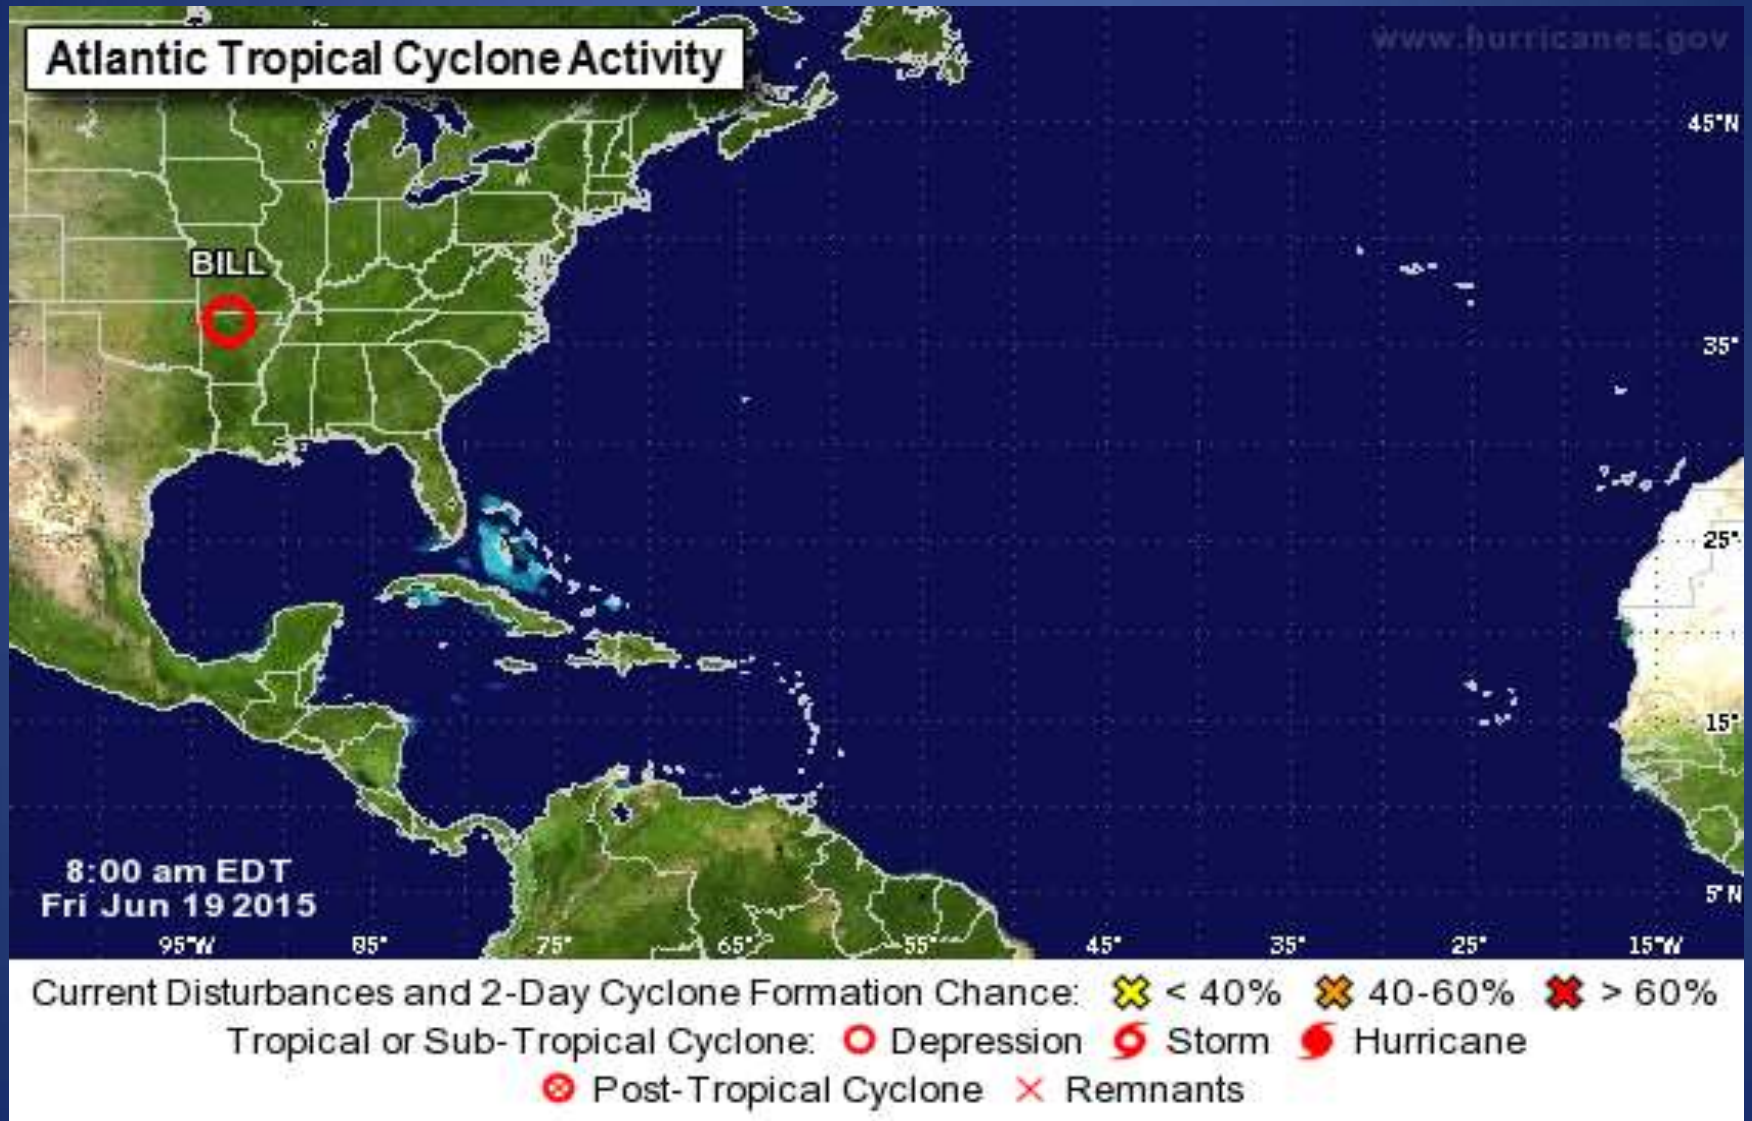 Atlantic Tropical Cyclone Activity
www.hurricanes.gov
45°N
BILL
35°
25°
15°
8:00 am EDT
Fri Jun 19 2015
5°N
95°W 85° 75° 65° 55° 45° 35° 25° 15°W
Current Disturbances and 2-Day Cyclone Formation Chance: < 40% 40-60% > 60%
Tropical or Sub-Tropical Cyclone: Depression Storm Hurricane
Post-Tropical Cyclone Remnants